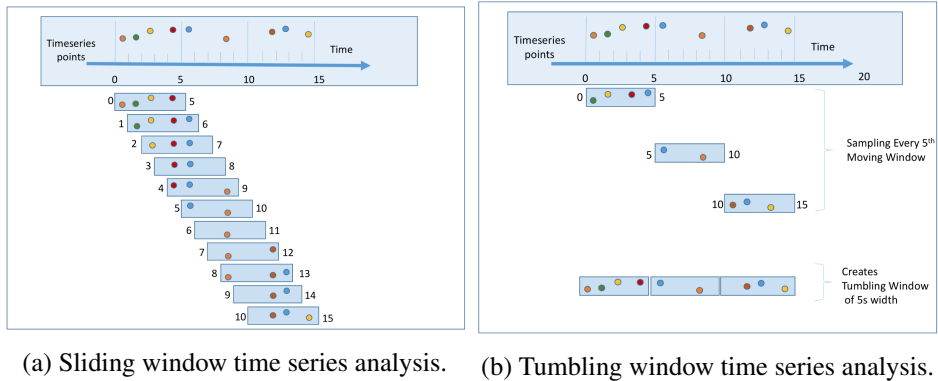 Timeseries
points
Time
0 5 10 15
0 5
1 6
2 7
3 8
4 9
5 10
6 11
7 12
8 13
9 14
10 15
(a) Sliding window time series analysis.
Timeseries
points
Time
0 5 10 15 20
0 5
5 10
10 15
Sampling Every 5th
Moving Window
Creates
Tumbling Window
of 5s width
(b) Tumbling window time series analysis.